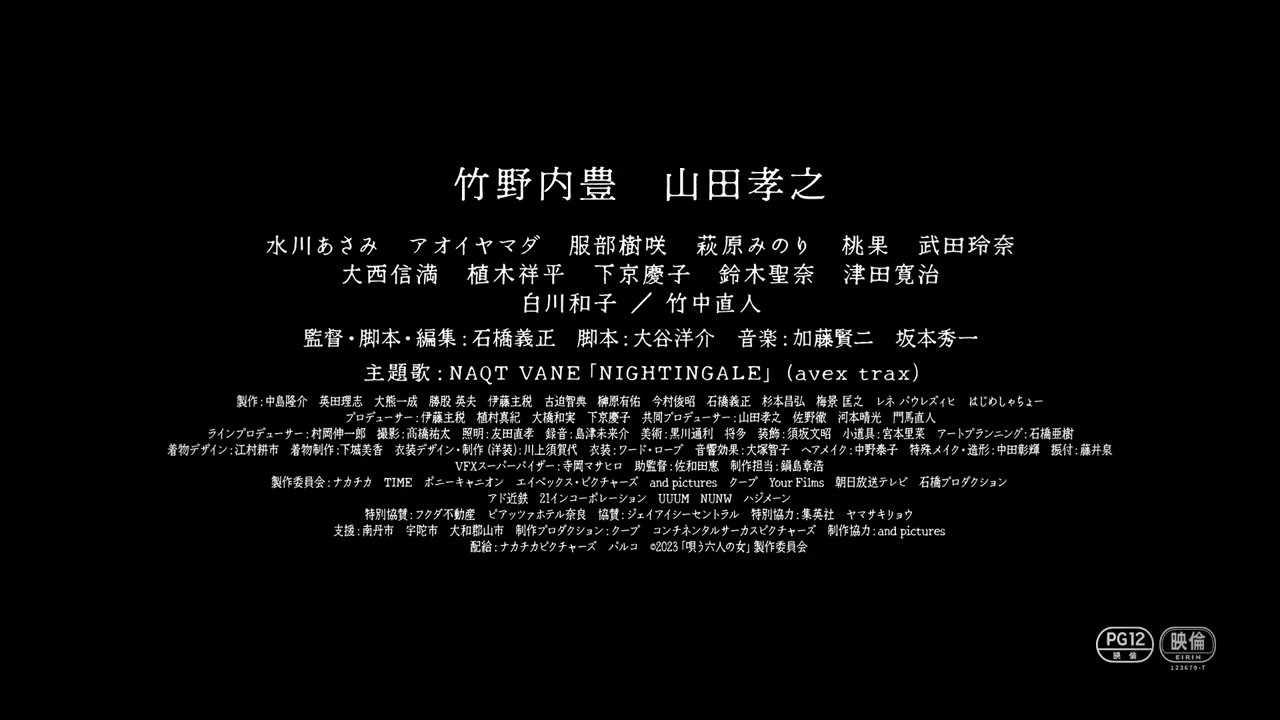 竹野内豊　山田孝之
水川あさみ　アオイヤマダ　服部樹咲　萩原みのり　桃果　武田玲奈
大西信満　植木祥平　下京慶子　鈴木聖奈　津田寛治
白川和子 ／ 竹中直人
監督・脚本・編集：石橋義正　脚本：大谷洋介　音楽：加藤賢二　坂本秀一
主題歌：NAQT VANE「NIGHTINGALE」(avex trax)
製作：中島隆介　英田理志　大熊一成　勝股 英夫　伊藤主税　古迫智典　榊原有佑　今村俊昭　石橋義正　杉本昌弘　梅景 匡之　レネ パウレズィヒ　はじめしゃちょー
プロデューサー：伊藤主税　植村真紀　大橋和実　下京慶子　共同プロデューサー：山田孝之　佐野徹　河本晴光　門馬直人
ラインプロデューサー：村岡伸一郎　撮影：高橋祐太　照明：友田直孝　録音：島津未来介　美術：黒川通利　将多　装飾：須坂文昭　小道具：宮本里菜　アートプランニング：石橋亜樹
着物デザイン：江村耕市　着物制作：下城美香　衣装デザイン・制作（洋装）：川上須賀代　衣装：ワード・ローブ　音響効果：大塚智子　ヘアメイク：中野泰子　特殊メイク・造形：中田彰輝　振付：藤井泉
VFXスーパーバイザー：寺岡マサヒロ　助監督：佐和田恵　制作担当：鍋島章浩
製作委員会：ナカチカ　TIME　ポニーキャニオン　エイベックス・ピクチャーズ　and pictures　クープ　Your Films　朝日放送テレビ　石橋プロダクション
アド近鉄　21インコーポレーション　UUUM　NUNW　ハジメーン
特別協賛：フクダ不動産　ピアッツァホテル奈良　協賛：ジェイアイシーセントラル　特別協力：集英社　ヤマサキリョウ
支援：南丹市　宇陀市　大和郡山市　制作プロダクション：クープ　コンチネンタルサーカスピクチャーズ　制作協力：and pictures
配給：ナカチカピクチャーズ　パルコ　©2023「唄う六人の女」製作委員会
PG12 映倫
映倫 EIRIN
123679-T